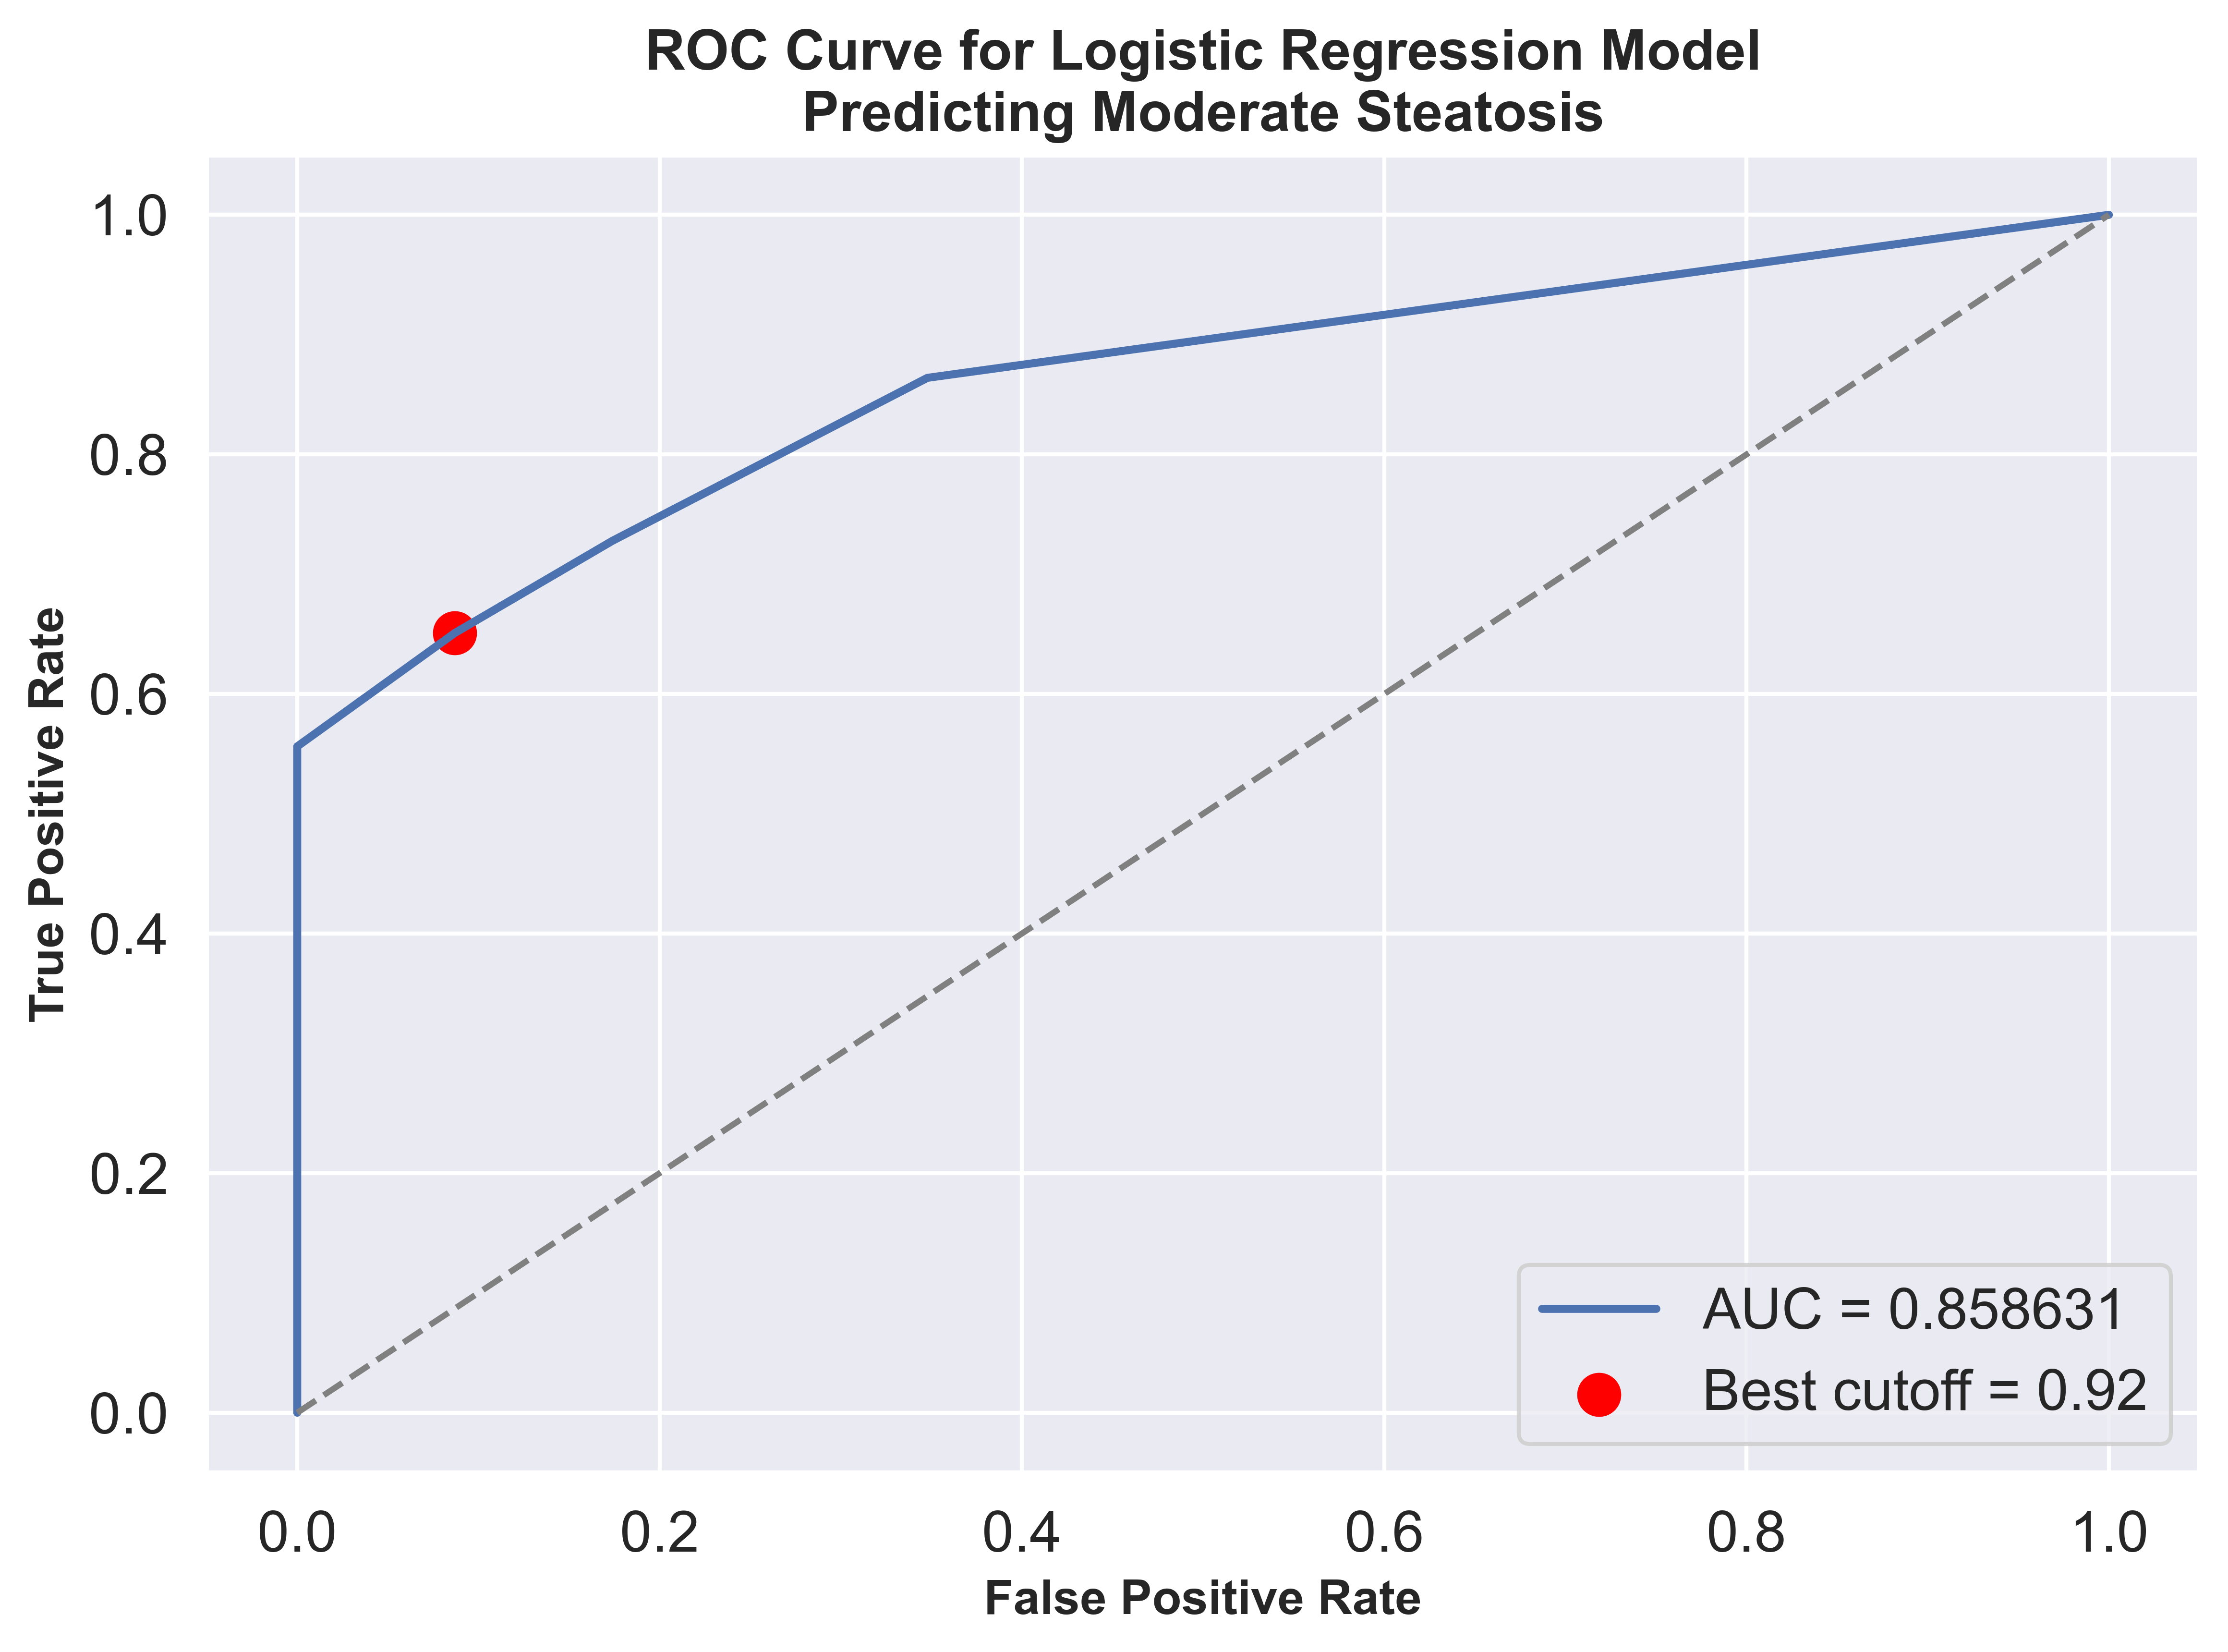 ROC Curve for Logistic Regression Model
Predicting Moderate Steatosis
True Positive Rate
1.0
0.8
0.6
0.4
0.2
0.0
AUC = 0.858631
Best cutoff = 0.92
0.0 0.2 0.4 0.6 0.8 1.0
False Positive Rate